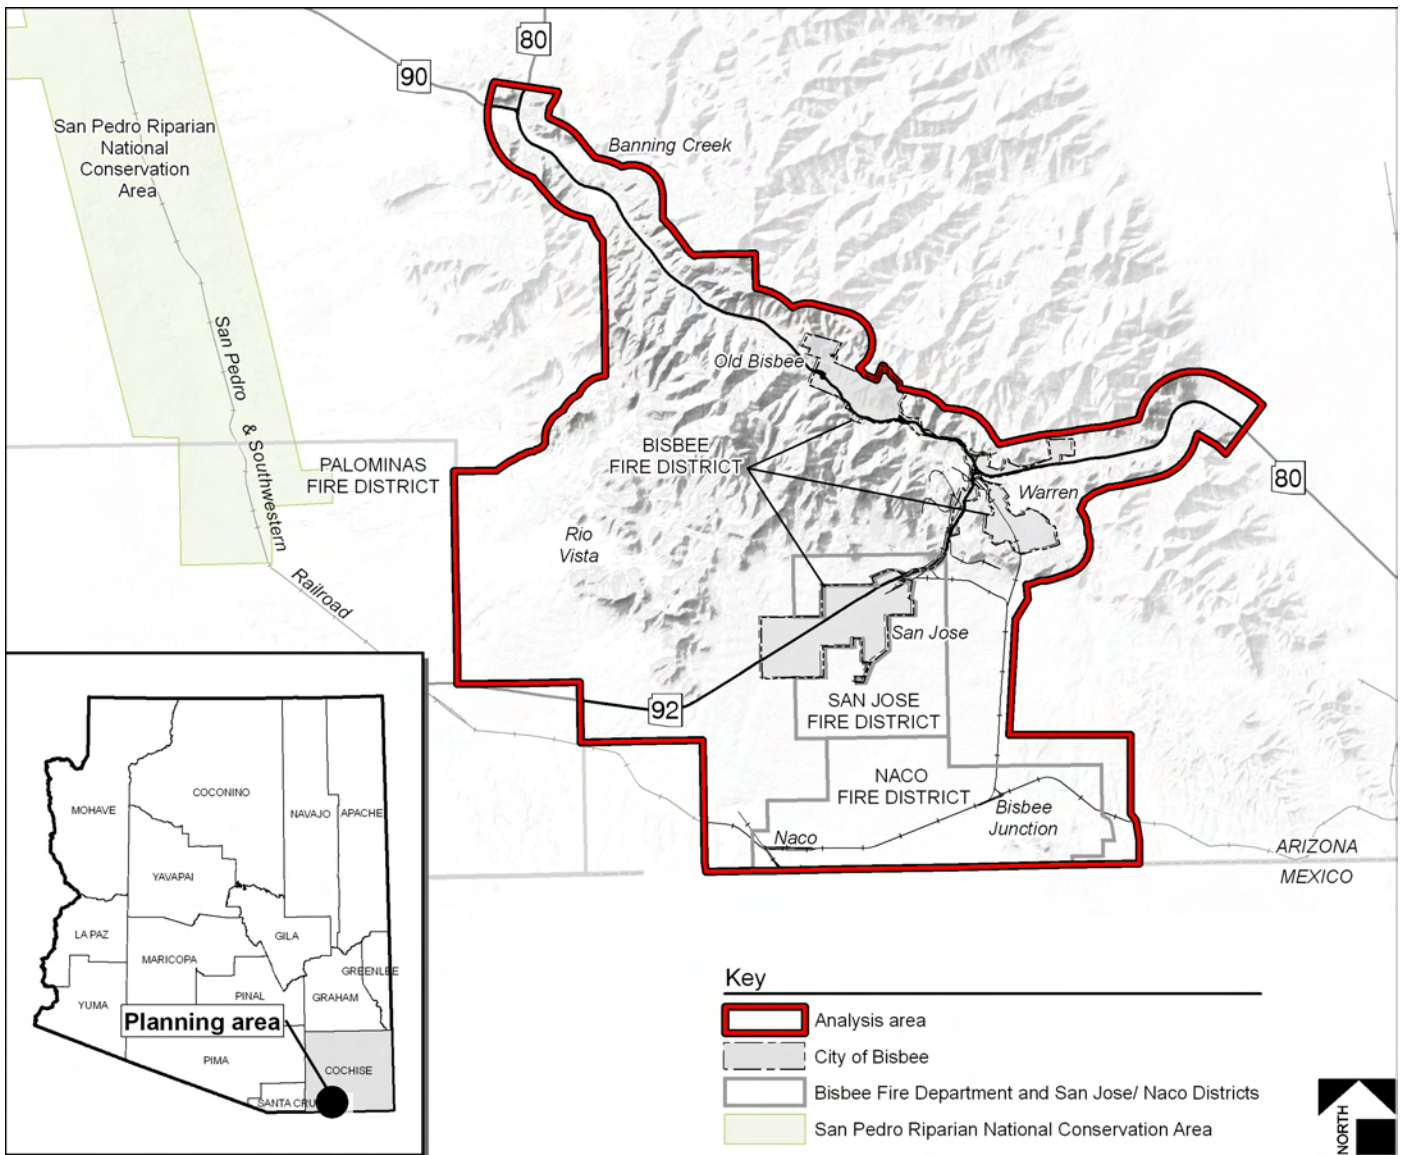 80
90
San Pedro Riparian
National
Conservation
Area
Banning Creek
San Pedro
& Southwestern
Railroad
Old Bisbee
BISBEE
FIRE DISTRICT
PALOMINAS
FIRE DISTRICT
80
Warren
Rio
Vista
San Jose
92
SAN JOSE
FIRE DISTRICT
NACO
FIRE DISTRICT
Bisbee
Junction
Naco
ARIZONA
MEXICO
MOHAVE
COCONINO
NAVAJO
APACHE
YAVAPAI
LA PAZ
GILA
MARICOPA
GREENLEE
YUMA
PINAL
GRAHAM
Planning area
PIMA
COCHISE
SANTA CRU
Key
Analysis area
City of Bisbee
Bisbee Fire Department and San Jose/ Naco Districts
San Pedro Riparian National Conservation Area
NORTH